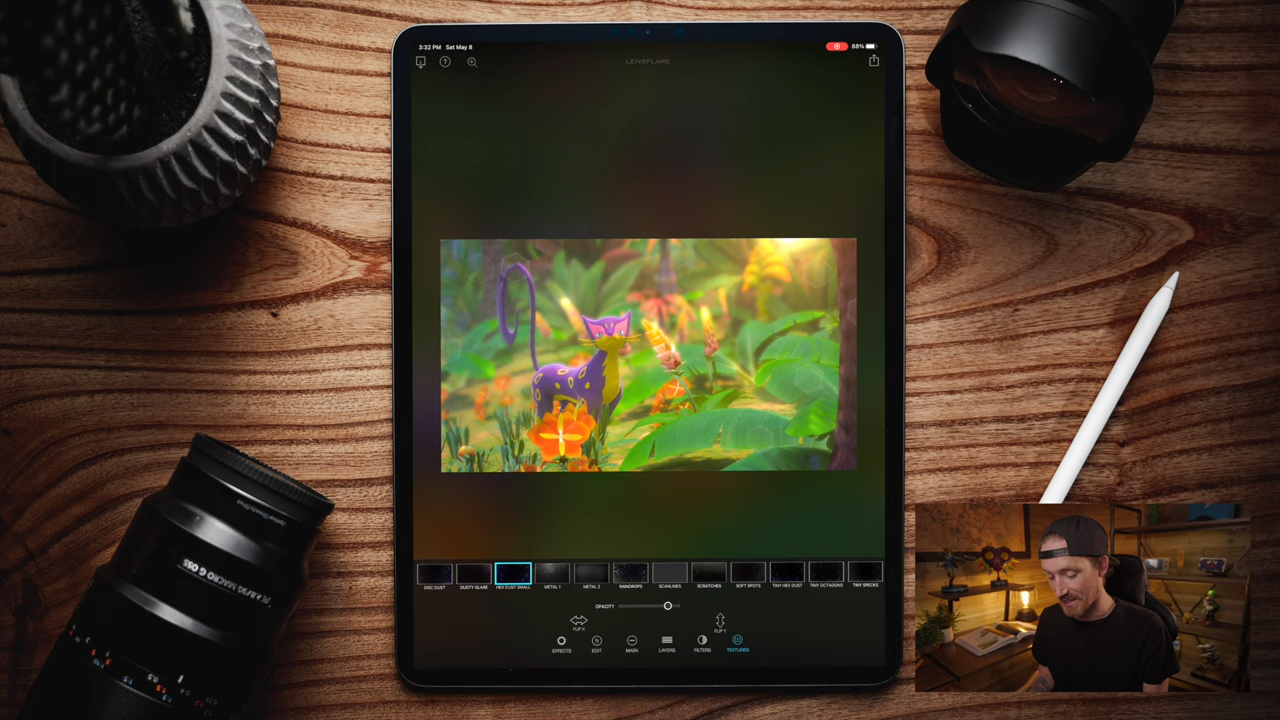 3:32 PM Sat May 8
88%
LENSFLARE
DISC DUST
DUSTY GLARE
HEX DUST SMALL
METAL 1
METAL 2
RAINDROPS
SCANLINES
SCRATCHES
SOFT SPOTS
TINY HEX DUST
TINY OCTAGONS
TINY SPECKS
OPACITY
FLIP X
FLIP Y
EFFECTS
EDIT
MASK
LAYERS
FILTERS
TEXTURES
MACRO G OSS